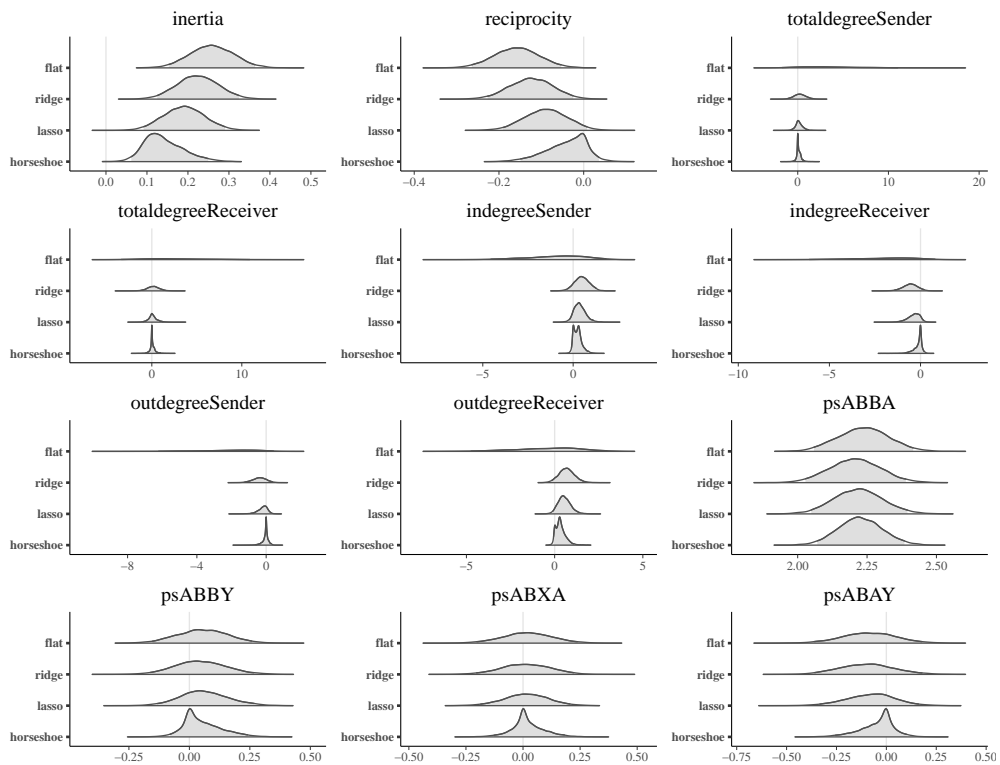 inertia
flat
ridge
lasso
horseshoe
0.0 0.1 0.2 0.3 0.4 0.5
reciprocity
flat
ridge
lasso
horseshoe
−0.4 −0.2 0.0
totaldegreeSender
flat
ridge
lasso
horseshoe
0 10 20
totaldegreeReceiver
flat
ridge
lasso
horseshoe
0 10
indegreeSender
flat
ridge
lasso
horseshoe
−5 0
indegreeReceiver
flat
ridge
lasso
horseshoe
−10 −5 0
outdegreeSender
flat
ridge
lasso
horseshoe
−8 −4 0
outdegreeReceiver
flat
ridge
lasso
horseshoe
−5 0 5
psABBA
flat
ridge
lasso
horseshoe
2.00 2.25 2.50
psABBY
flat
ridge
lasso
horseshoe
−0.25 0.00 0.25 0.50
psABXA
flat
ridge
lasso
horseshoe
−0.50 −0.25 0.00 0.25 0.50
psABAY
flat
ridge
lasso
horseshoe
−0.75 −0.50 −0.25 0.00 0.25 0.50